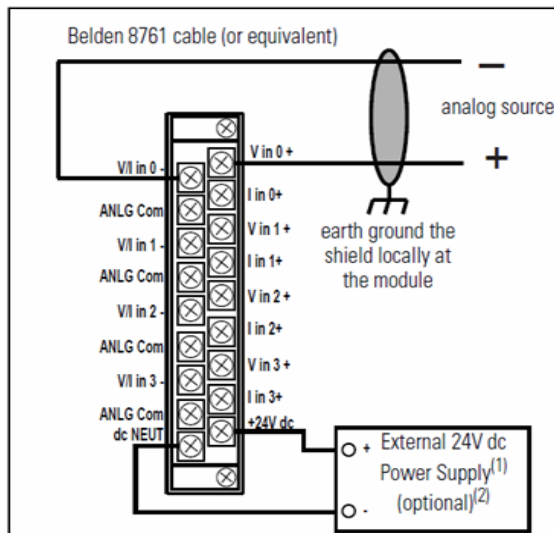 Belden 8761 cable (or equivalent)
−
analog source
+
V/I in 0 -
ANLG Com
V/I in 1 -
ANLG Com
V/I in 2 -
ANLG Com
V/I in 3 -
ANLG Com
dc NEUT
V in 0 +
I in 0+
V in 1 +
I in 1+
V in 2 +
I in 2+
V in 3 +
I in 3+
+24V dc
earth ground the
shield locally at
the module
+ External 24V dc
Power Supply(1)
- (optional)(2)